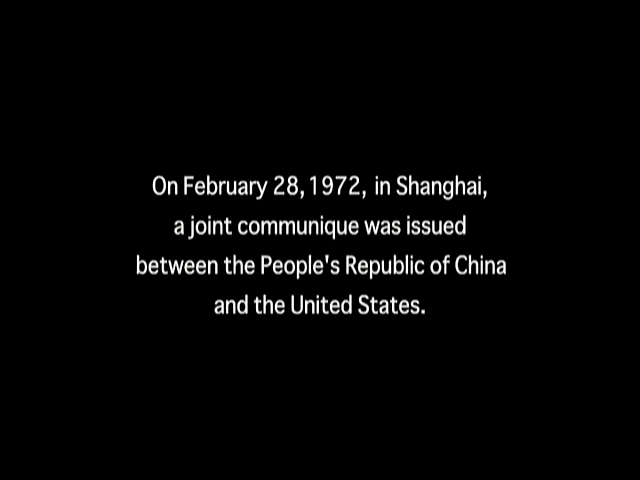 On February 28, 1972, in Shanghai,
a joint communique was issued
between the People's Republic of China
and the United States.